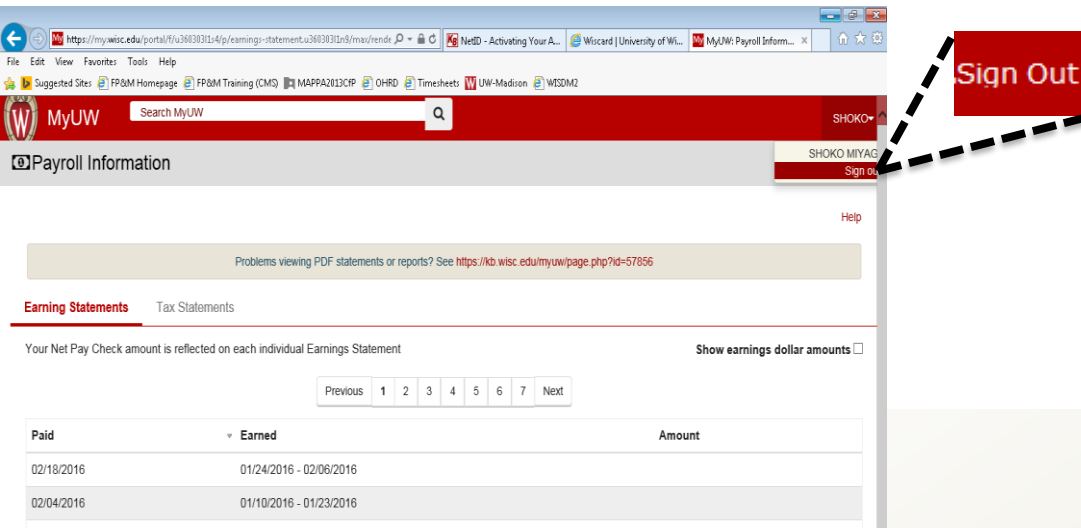 https://my.wisc.edu/portal/f/u360303l1s4/p/earnings-statement.u360303l1n9/max/rende
NetID - Activating Your A...
Wiscard | University of Wi...
MyUW: Payroll Inform...
File Edit View Favorites Tools Help
Suggested Sites FP&M Homepage FP&M Training (CMS) MAPPA2013CfP OHRD Timesheets UW-Madison WISDM2
Sign Out
W MyUW Search MyUW SHOKO
Payroll Information
SHOKO MIYAG
Sign ou
Help
Problems viewing PDF statements or reports? See https://kb.wisc.edu/myuw/page.php?id=57856
Earning Statements Tax Statements
Your Net Pay Check amount is reflected on each individual Earnings Statement Show earnings dollar amounts
Previous 1 2 3 4 5 6 7 Next
Paid Earned Amount
02/18/2016 01/24/2016 - 02/06/2016
02/04/2016 01/10/2016 - 01/23/2016